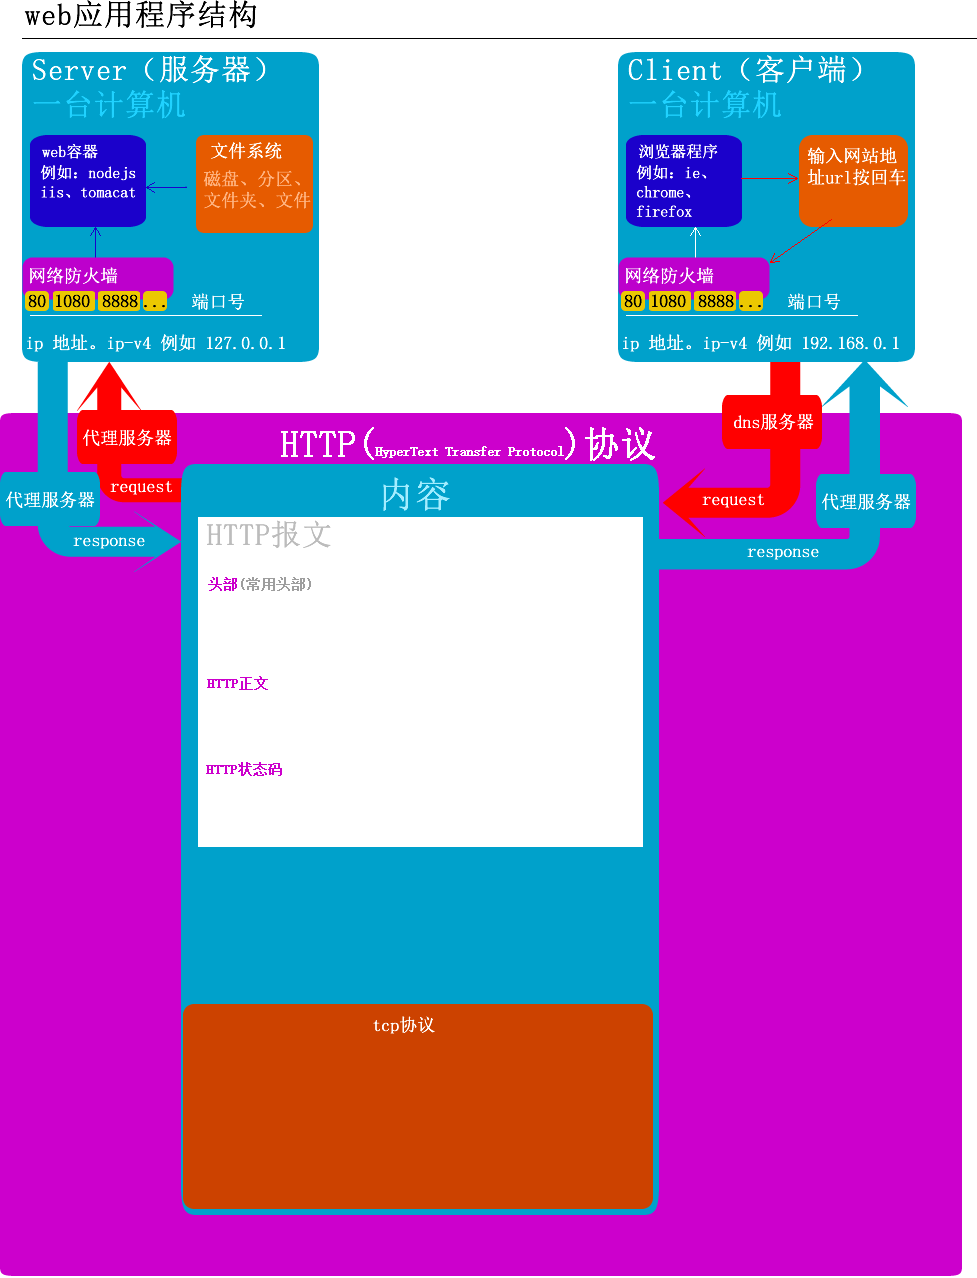 web应用程序结构
Server（服务器）
一台计算机
web容器
例如：nodejs
iis、tomacat
文件系统
磁盘、分区、
文件夹、文件
网络防火墙
80 1080 8888 ... 端口号
ip 地址。ip-v4 例如 127.0.0.1
Client（客户端）
一台计算机
浏览器程序
例如：ie、
chrome、
firefox
输入网站地
址url按回车
网络防火墙
80 1080 8888 ... 端口号
ip 地址。ip-v4 例如 192.168.0.1
代理服务器
request
代理服务器
response
dns服务器
request
代理服务器
response
HTTP(HyperText Transfer Protocol)协议
内容
HTTP报文
头部(常用头部)
HTTP正文
HTTP状态码
tcp协议